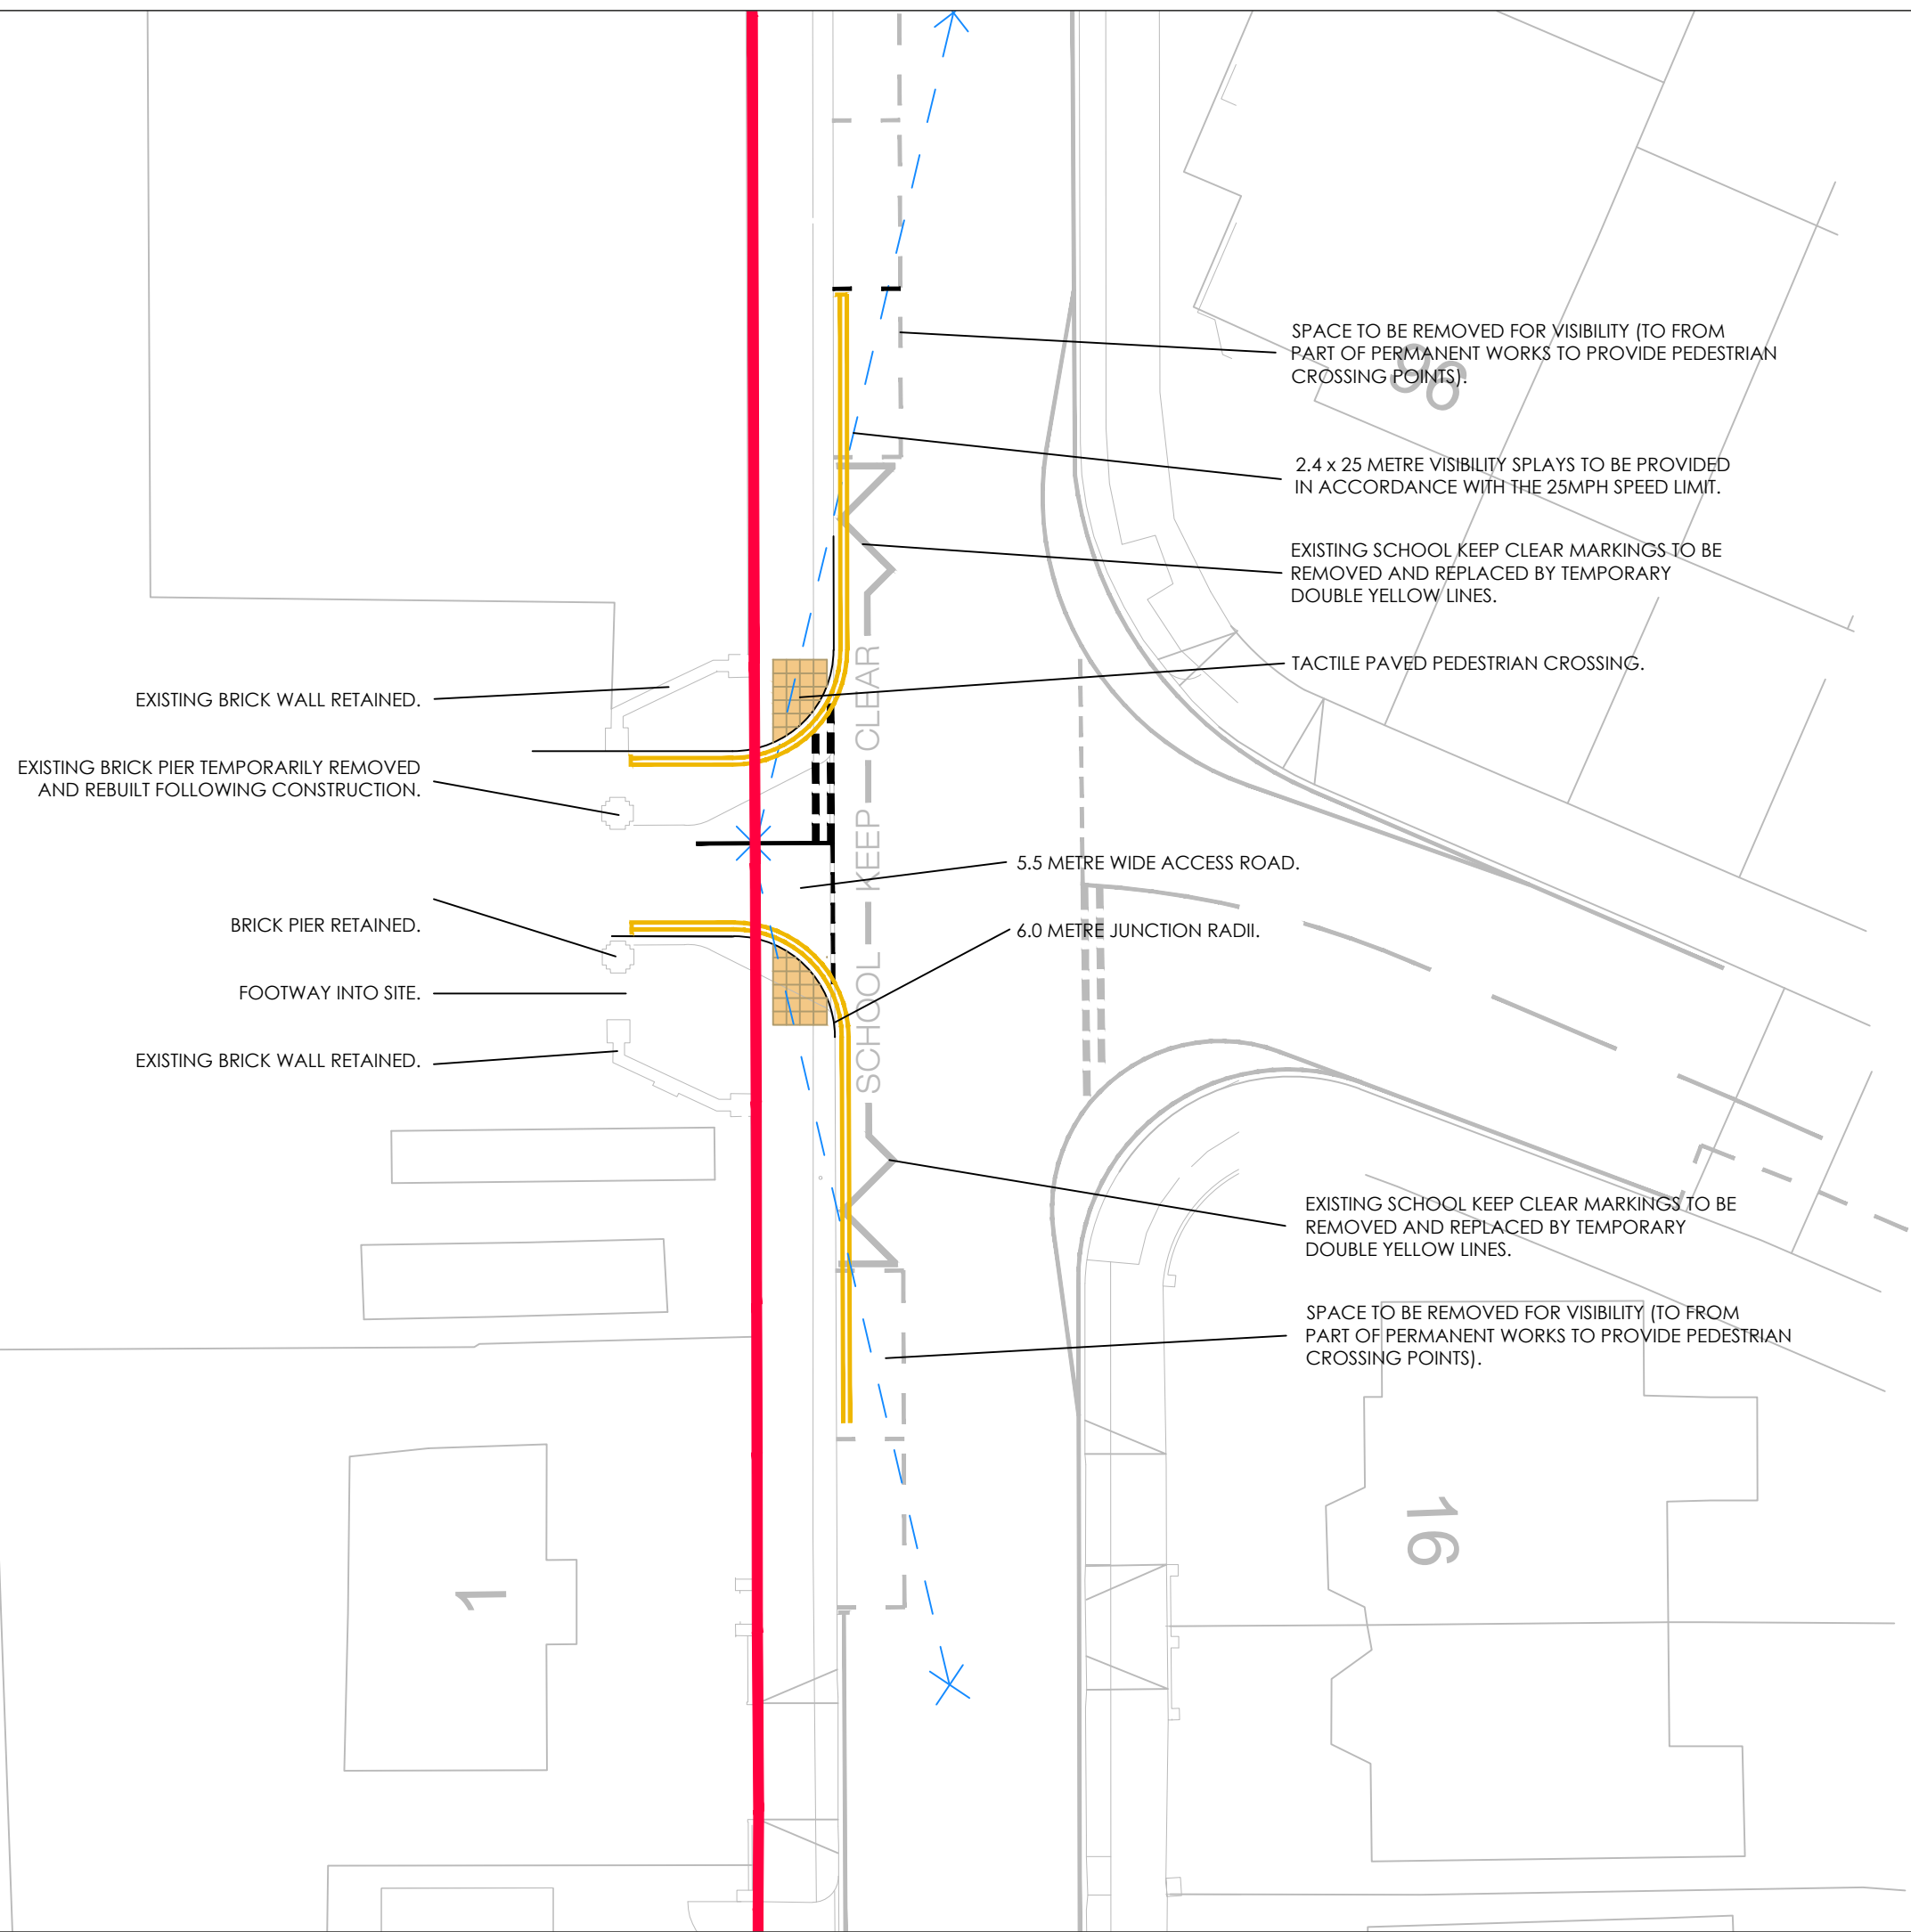 SPACE TO BE REMOVED FOR VISIBILITY (TO FROM
PART OF PERMANENT WORKS TO PROVIDE PEDESTRIAN
CROSSING POINTS).
96
2.4 x 25 METRE VISIBILITY SPLAYS TO BE PROVIDED
IN ACCORDANCE WITH THE 25MPH SPEED LIMIT.
EXISTING SCHOOL KEEP CLEAR MARKINGS TO BE
REMOVED AND REPLACED BY TEMPORARY
DOUBLE YELLOW LINES.
TACTILE PAVED PEDESTRIAN CROSSING.
EXISTING BRICK WALL RETAINED.
EXISTING BRICK PIER TEMPORARILY REMOVED
AND REBUILT FOLLOWING CONSTRUCTION.
SCHOOL KEEP CLEAR
5.5 METRE WIDE ACCESS ROAD.
BRICK PIER RETAINED.
6.0 METRE JUNCTION RADII.
FOOTWAY INTO SITE.
EXISTING BRICK WALL RETAINED.
EXISTING SCHOOL KEEP CLEAR MARKINGS TO BE
REMOVED AND REPLACED BY TEMPORARY
DOUBLE YELLOW LINES.
SPACE TO BE REMOVED FOR VISIBILITY (TO FROM
PART OF PERMANENT WORKS TO PROVIDE PEDESTRIAN
CROSSING POINTS).
1
16